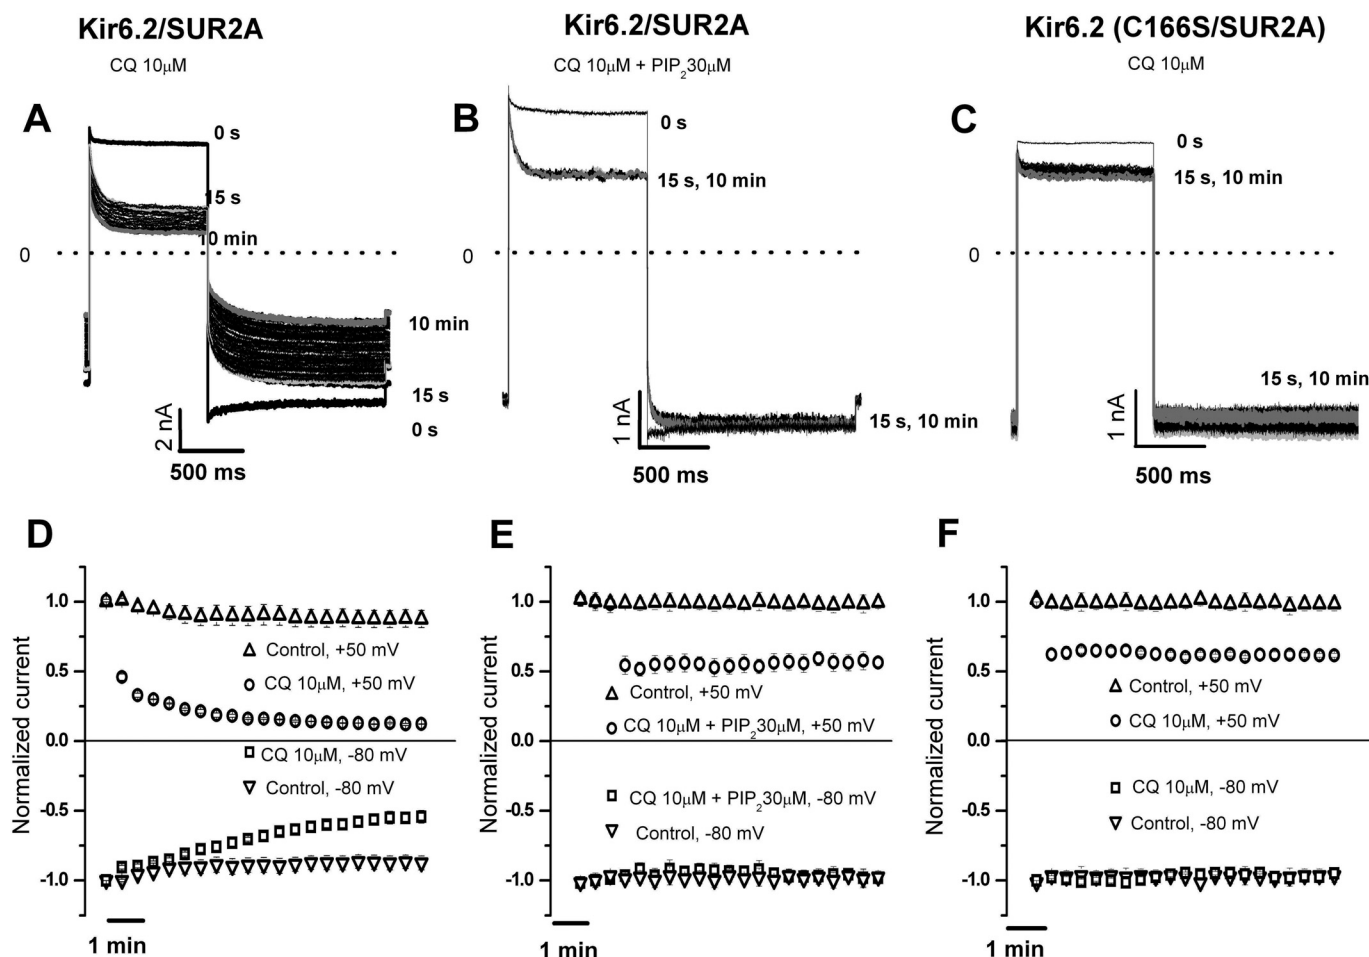 Kir6.2/SUR2A
CQ 10μM
Kir6.2/SUR2A
CQ 10μM + PIP₂30μM
Kir6.2 (C166S/SUR2A)
CQ 10μM
A
0 s
15 s
10 min
0
10 min
15 s
0 s
2 nA
500 ms
B
0 s
15 s, 10 min
0
15 s, 10 min
1 nA
500 ms
C
0 s
15 s, 10 min
0
15 s, 10 min
1 nA
500 ms
D
Normalized current
1.0
0.5
0.0
-0.5
-1.0
Control, +50 mV
CQ 10μM, +50 mV
CQ 10μM, -80 mV
Control, -80 mV
1 min
E
Normalized current
1.0
0.5
0.0
-0.5
-1.0
Control, +50 mV
CQ 10μM + PIP₂30μM, +50 mV
CQ 10μM + PIP₂30μM, -80 mV
Control, -80 mV
1 min
F
Normalized current
1.0
0.5
0.0
-0.5
-1.0
Control, +50 mV
CQ 10μM, +50 mV
CQ 10μM, -80 mV
Control, -80 mV
1 min